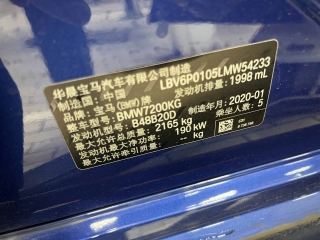 华晨宝马汽车有限公司制造
制造国：中国 LBV6P0105LMW54233
品牌：宝马(BMW)牌 发动机排量：1998 mL
整车型号：BMW7200KG
发动机型号：B48B20D 制造年月：2020-01
最大允许总质量：2165 kg 乘坐人数：5
发动机最大净功率：190 kW
最大允许牵引质量：— kg